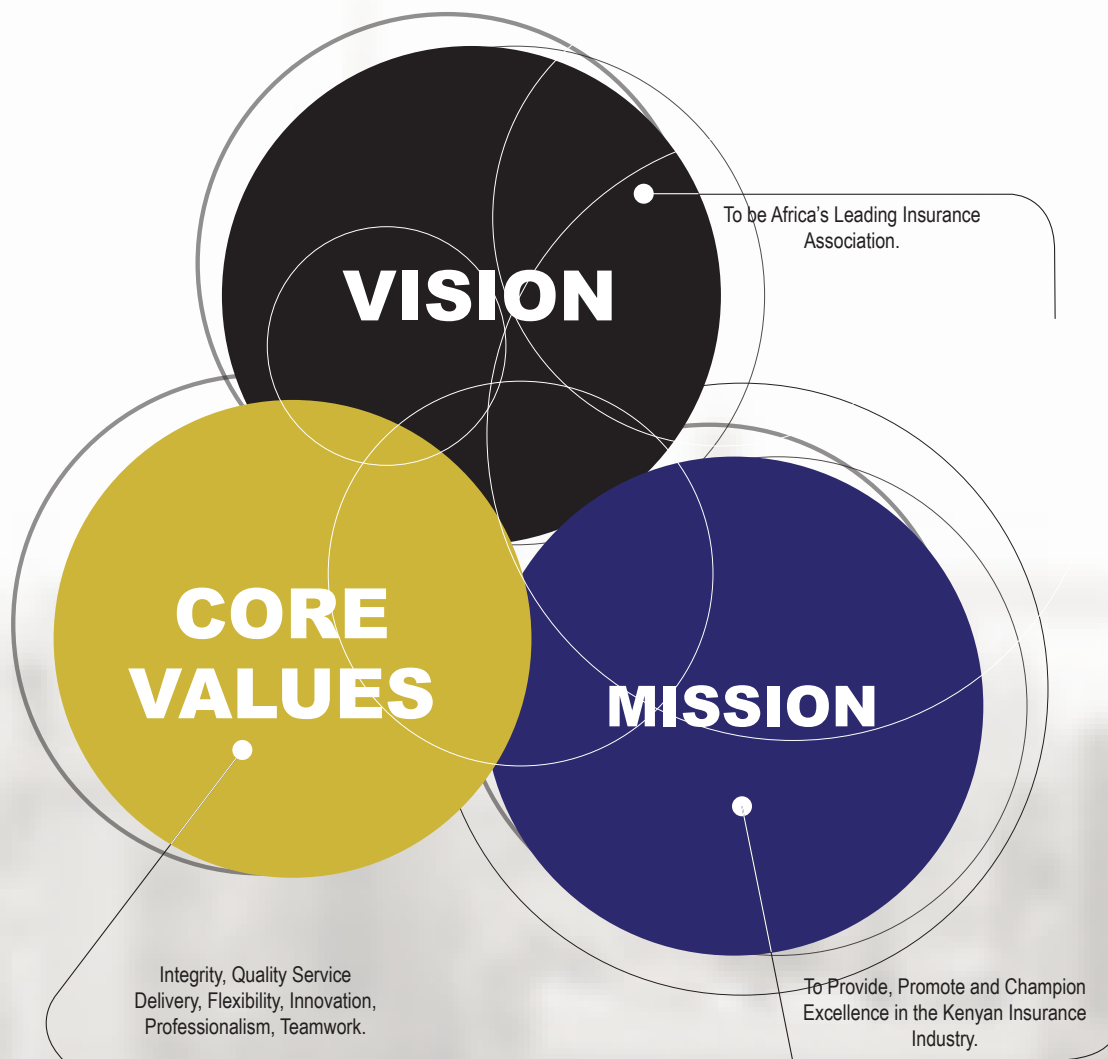 VISION
To be Africa's Leading Insurance
Association.
CORE
VALUES
MISSION
Integrity, Quality Service
Delivery, Flexibility, Innovation,
Professionalism, Teamwork.
To Provide, Promote and Champion
Excellence in the Kenyan Insurance
Industry.